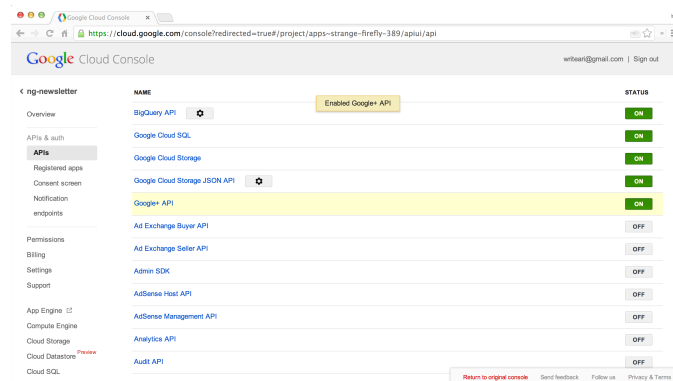 Google Cloud Console
https://cloud.google.com/console?redirected=true#/project/apps~strange-firefly-389/apiui/api
Google Cloud Console
writeari@gmail.com | Sign out
ng-newsletter
Overview
APIs & auth
APIs
Registered apps
Consent screen
Notification
endpoints
Permissions
Billing
Settings
Support
App Engine
Compute Engine
Cloud Storage
Cloud Datastore Preview
Cloud SQL
NAME STATUS
Enabled Google+ API
BigQuery API ON
Google Cloud SQL ON
Google Cloud Storage ON
Google Cloud Storage JSON API ON
Google+ API ON
Ad Exchange Buyer API OFF
Ad Exchange Seller API OFF
Admin SDK OFF
AdSense Host API OFF
AdSense Management API OFF
Analytics API OFF
Audit API OFF
Return to original console Send feedback Follow us Privacy & Terms